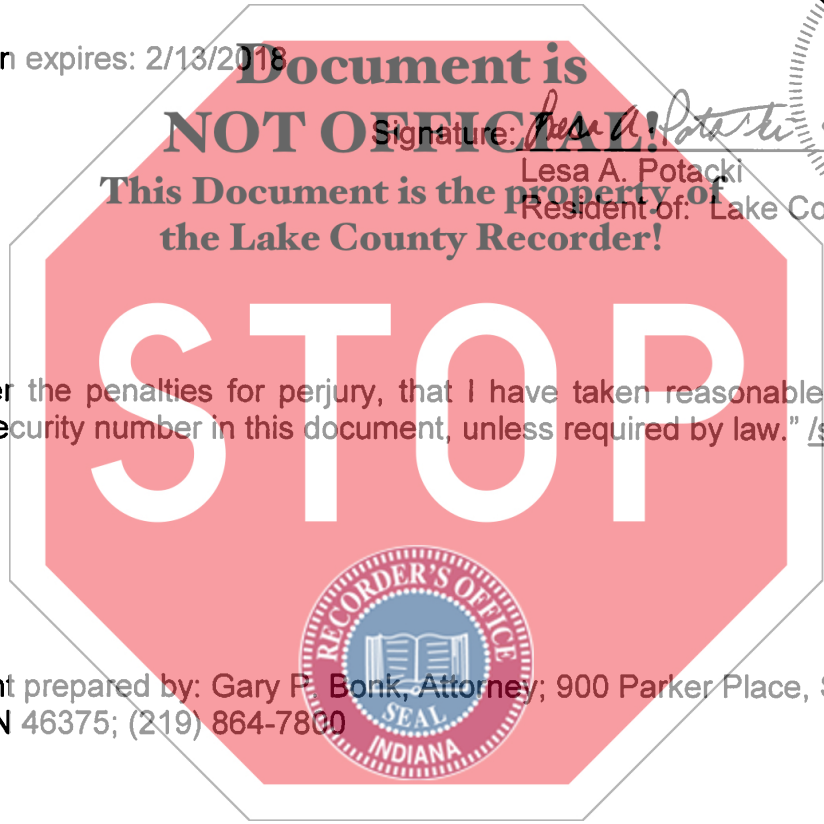 n expires: 2/13/2018
Document is
NOT OFFICIAL!
Signature: Lesa A. Potacki
Lesa A. Potacki
This Document is the property of
Resident of: Lake Co
the Lake County Recorder!
STOP
er the penalties for perjury, that I have taken reasonable
ecurity number in this document, unless required by law." /s
RECORDER'S OFFICE
SEAL
INDIANA
nt prepared by: Gary P. Bonk, Attorney; 900 Parker Place, S
N 46375; (219) 864-7800